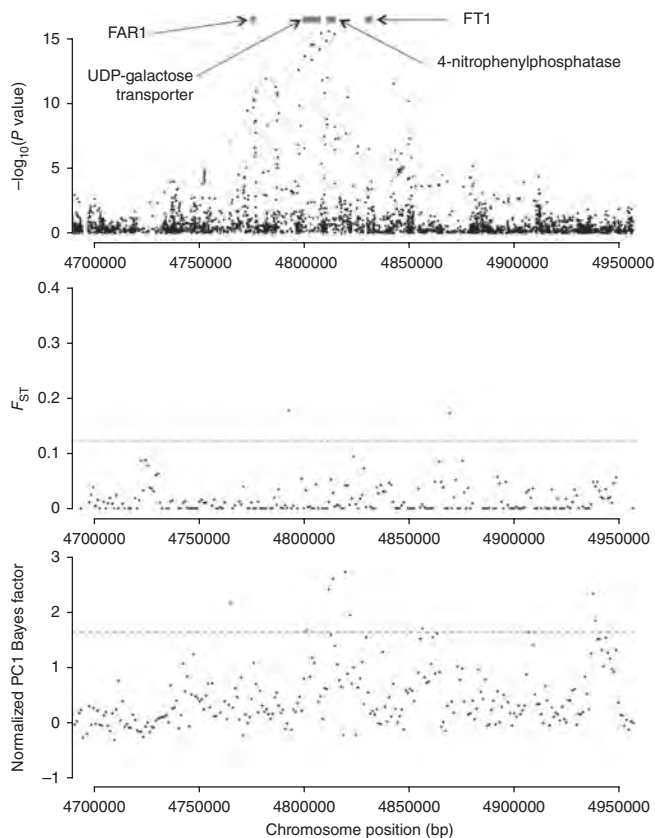 FAR1
FT1
UDP-galactose
transporter
4-nitrophenylphosphatase
–log10(P value)
15
10
5
0
4700000 4750000 4800000 4850000 4900000 4950000
FST
0.4
0.3
0.2
0.1
0
4700000 4750000 4800000 4850000 4900000 4950000
Normalized PC1 Bayes factor
3
2
1
0
–1
4700000 4750000 4800000 4850000 4900000 4950000
Chromosome position (bp)